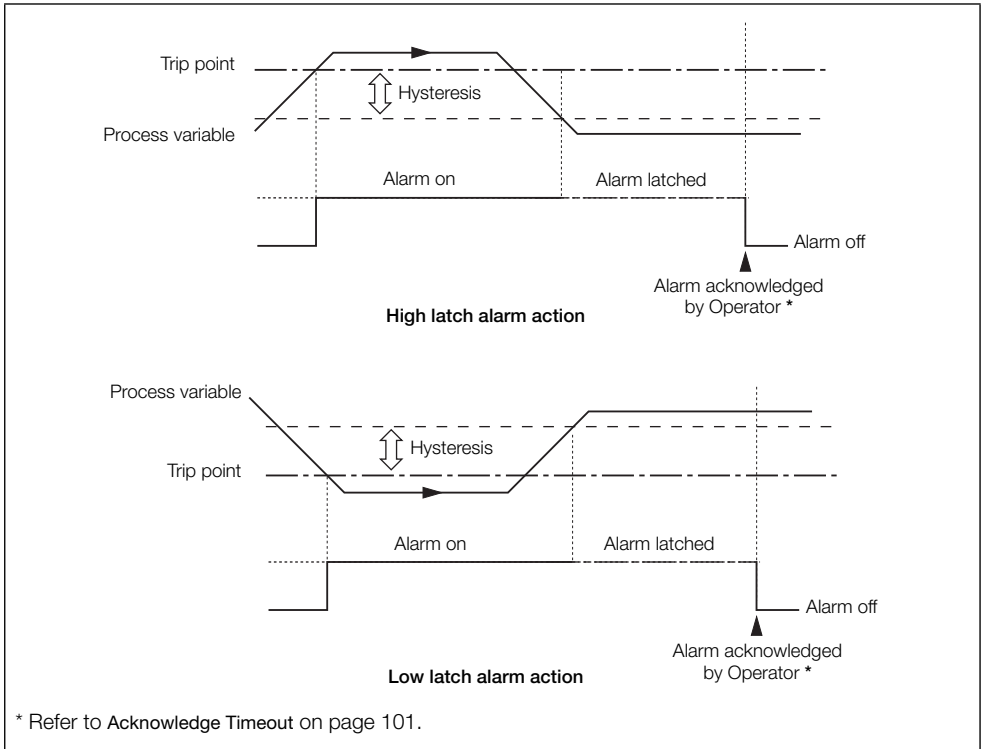 Trip point
Hysteresis
Process variable
Alarm on
Alarm latched
Alarm off
Alarm acknowledged
by Operator *
High latch alarm action
Process variable
Hysteresis
Trip point
Alarm on
Alarm latched
Alarm off
Alarm acknowledged
by Operator *
Low latch alarm action
* Refer to Acknowledge Timeout on page 101.